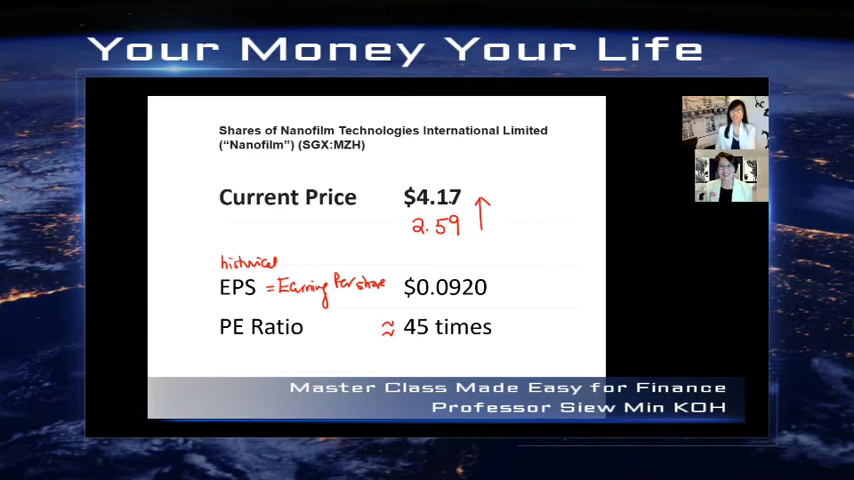 Your Money Your Life
Shares of Nanofilm Technologies International Limited
("Nanofilm") (SGX:MZH)
Current Price $4.17
2.59
historical
EPS = Earning Per share $0.0920
PE Ratio ≈ 45 times
Master Class Made Easy for Finance
Professor Siew Min KOH